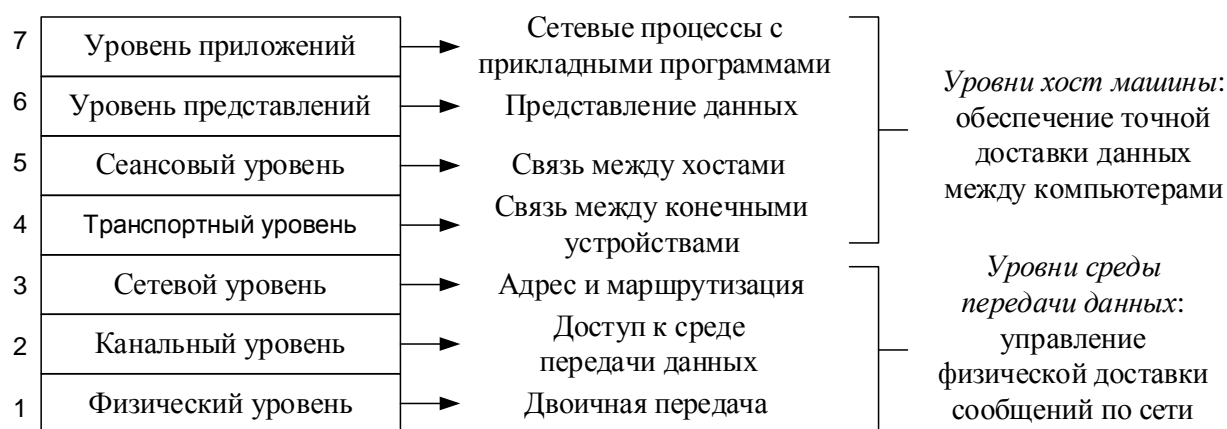 7
Уровень приложений
Сетевые процессы с
прикладными программами
6
Уровень представлений
Представление данных
5
Сеансовый уровень
Связь между хостами
4
Транспортный уровень
Связь между конечными
устройствами
3
Сетевой уровень
Адрес и маршрутизация
2
Канальный уровень
Доступ к среде
передачи данных
1
Физический уровень
Двоичная передача
Уровни хост машины:
обеспечение точной
доставки данных
между компьютерами
Уровни среды
передачи данных:
управление
физической доставки
сообщений по сети